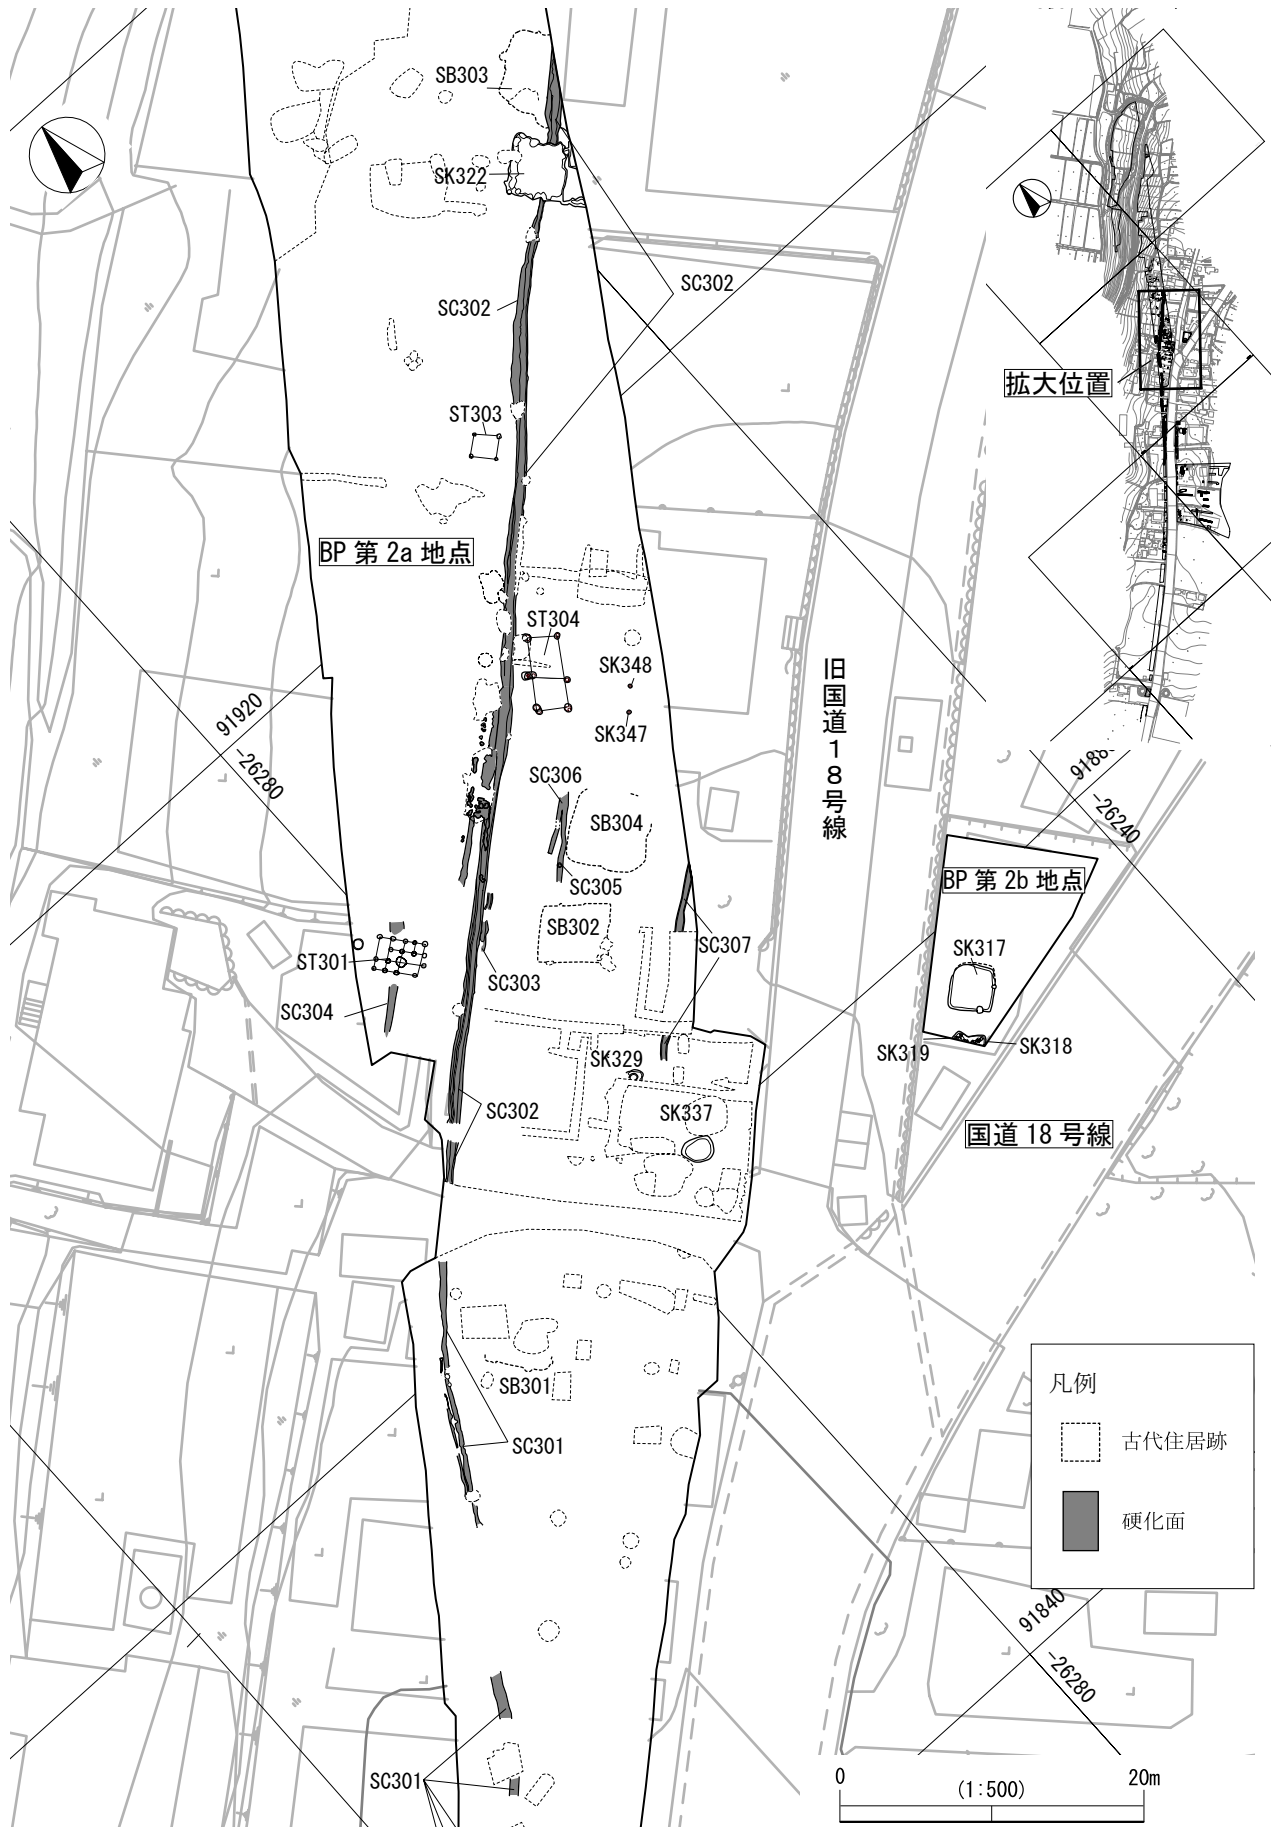 SB303
SK322
SC302
SC302
拡大位置
ST303
BP 第 2a 地点
ST304
SK348
旧国道18号線
SK347
91920
-26280
SC306
SB304
-26240
SC305
BP 第 2b 地点
SB302
SC307
SK317
ST301
SC303
SC304
SK329
SK319
SK318
SC302
SK337
国道 18 号線
SB301
凡例
SC301
古代住居跡
硬化面
91840
-26280
SC301
0
(1:500)
20m